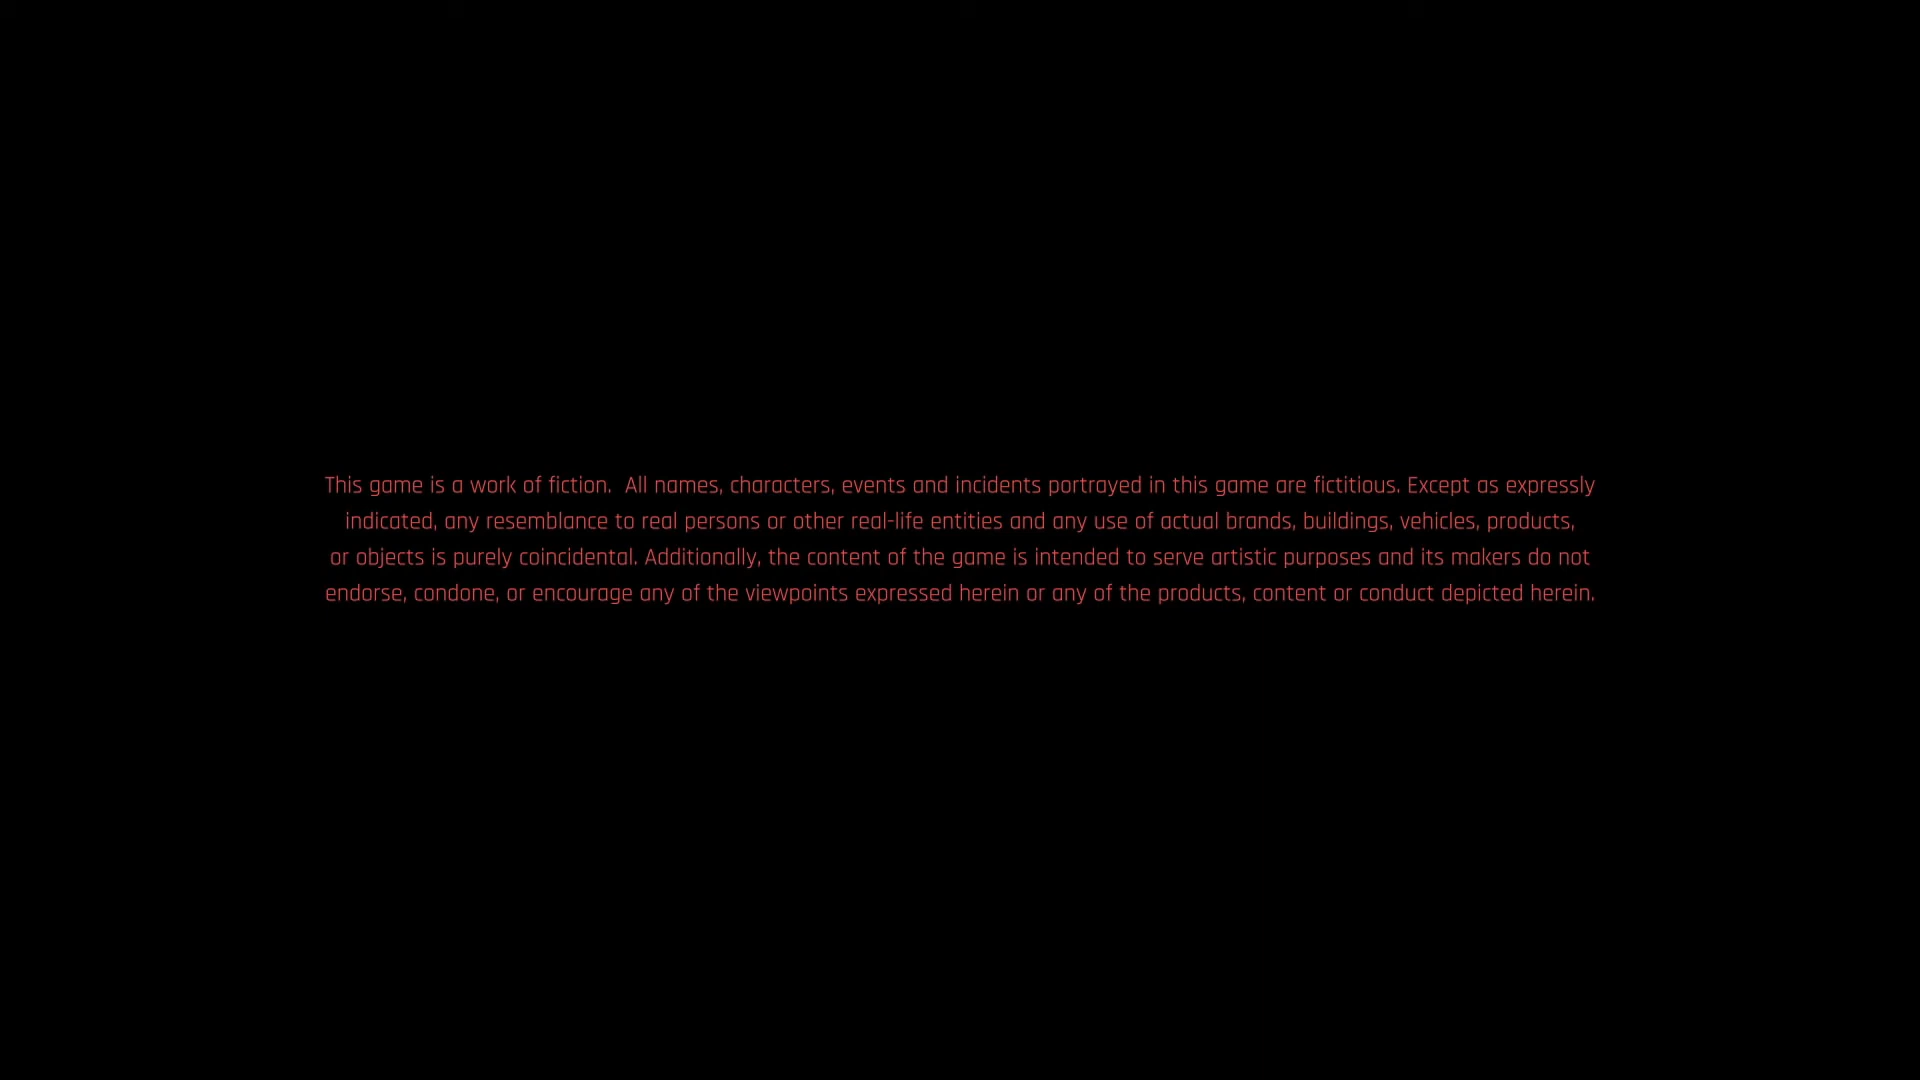 This game is a work of fiction.  All names, characters, events and incidents portrayed in this game are fictitious. Except as expressly
indicated, any resemblance to real persons or other real-life entities and any use of actual brands, buildings, vehicles, products,
or objects is purely coincidental. Additionally, the content of the game is intended to serve artistic purposes and its makers do not
endorse, condone, or encourage any of the viewpoints expressed herein or any of the products, content or conduct depicted herein.